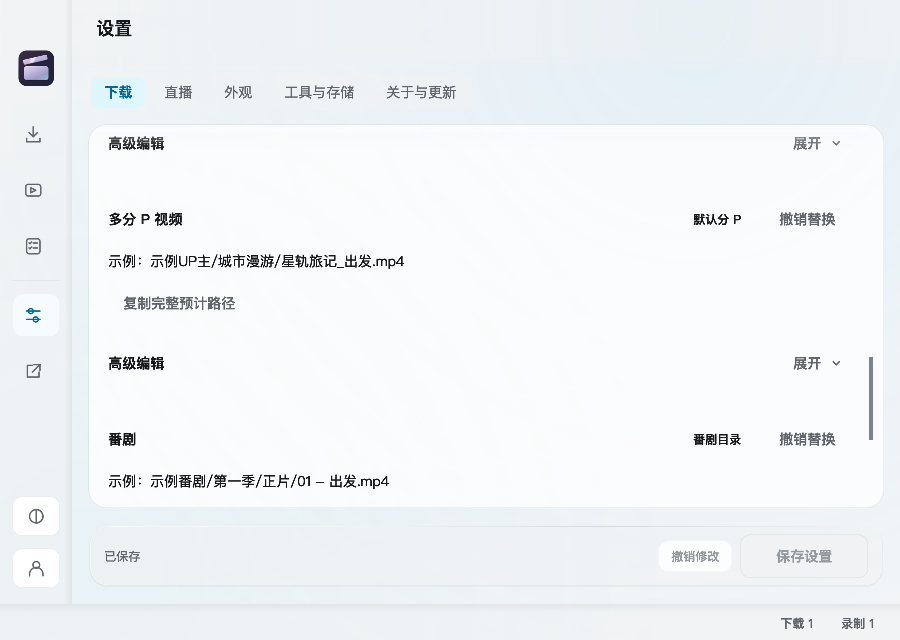 设置
下载 直播 外观 工具与存储 关于与更新
高级编辑 展开
多分 P 视频 默认分 P 撤销替换
示例：示例UP主/城市漫游/星轨旅记_出发.mp4
复制完整预计路径
高级编辑 展开
番剧 番剧目录 撤销替换
示例：示例番剧/第一季/正片/01 – 出发.mp4
已保存 撤销修改 保存设置
下载 1 录制 1